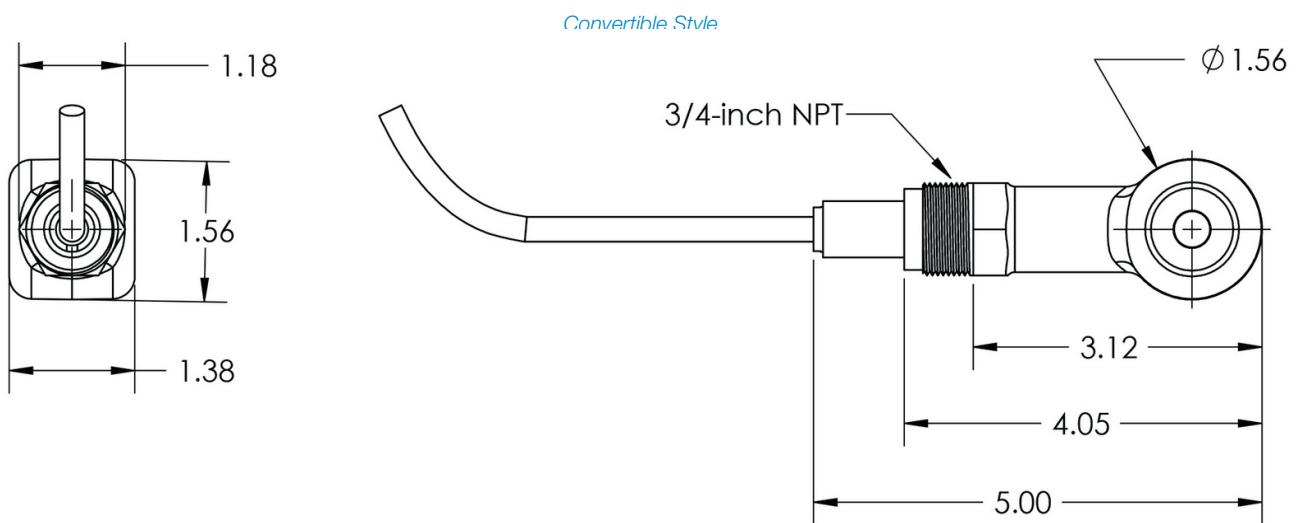 Convertible Style
1.18
Ø 1.56
3/4-inch NPT
1.56
3.12
1.38
4.05
5.00